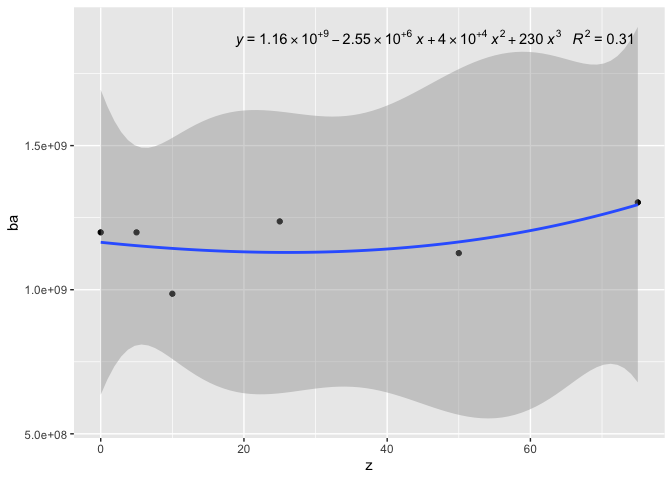 y = 1.16 × 10⁺⁹ – 2.55 × 10⁺⁶ x + 4 × 10⁺⁴ x² + 230 x³ R² = 0.31
1.5e+09
1.0e+09
5.0e+08
ba
0 20 40 60
z